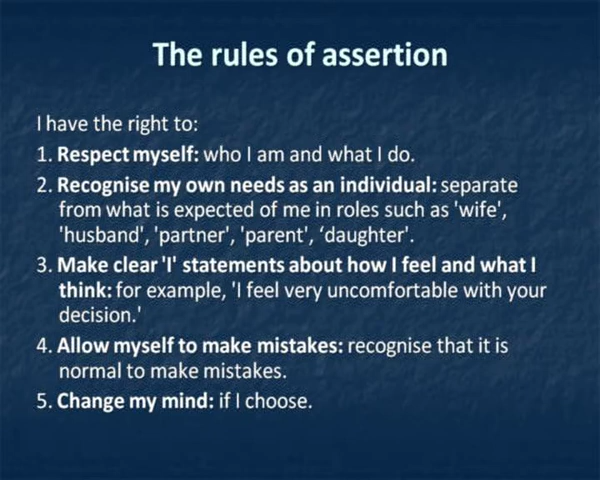 The rules of assertion
I have the right to:
1. Respect myself: who I am and what I do.
2. Recognise my own needs as an individual: separate
from what is expected of me in roles such as 'wife',
'husband', 'partner', 'parent', ‘daughter'.
3. Make clear 'I' statements about how I feel and what I
think: for example, 'I feel very uncomfortable with your
decision.'
4. Allow myself to make mistakes: recognise that it is
normal to make mistakes.
5. Change my mind: if I choose.